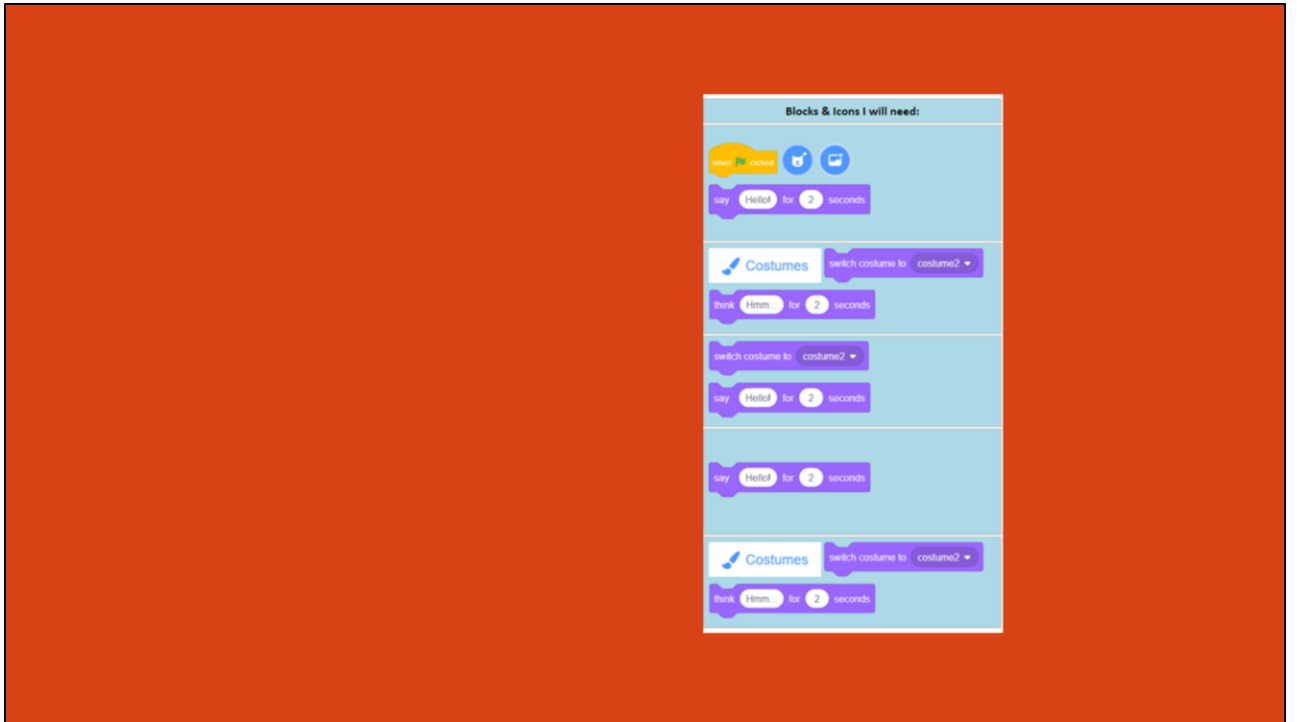 Blocks & Icons I will need:
when clicked
say Hello! for 2 seconds
Costumes switch costume to costume2
think Hmm... for 2 seconds
switch costume to costume2
say Hello! for 2 seconds
say Hello! for 2 seconds
Costumes switch costume to costume2
think Hmm... for 2 seconds